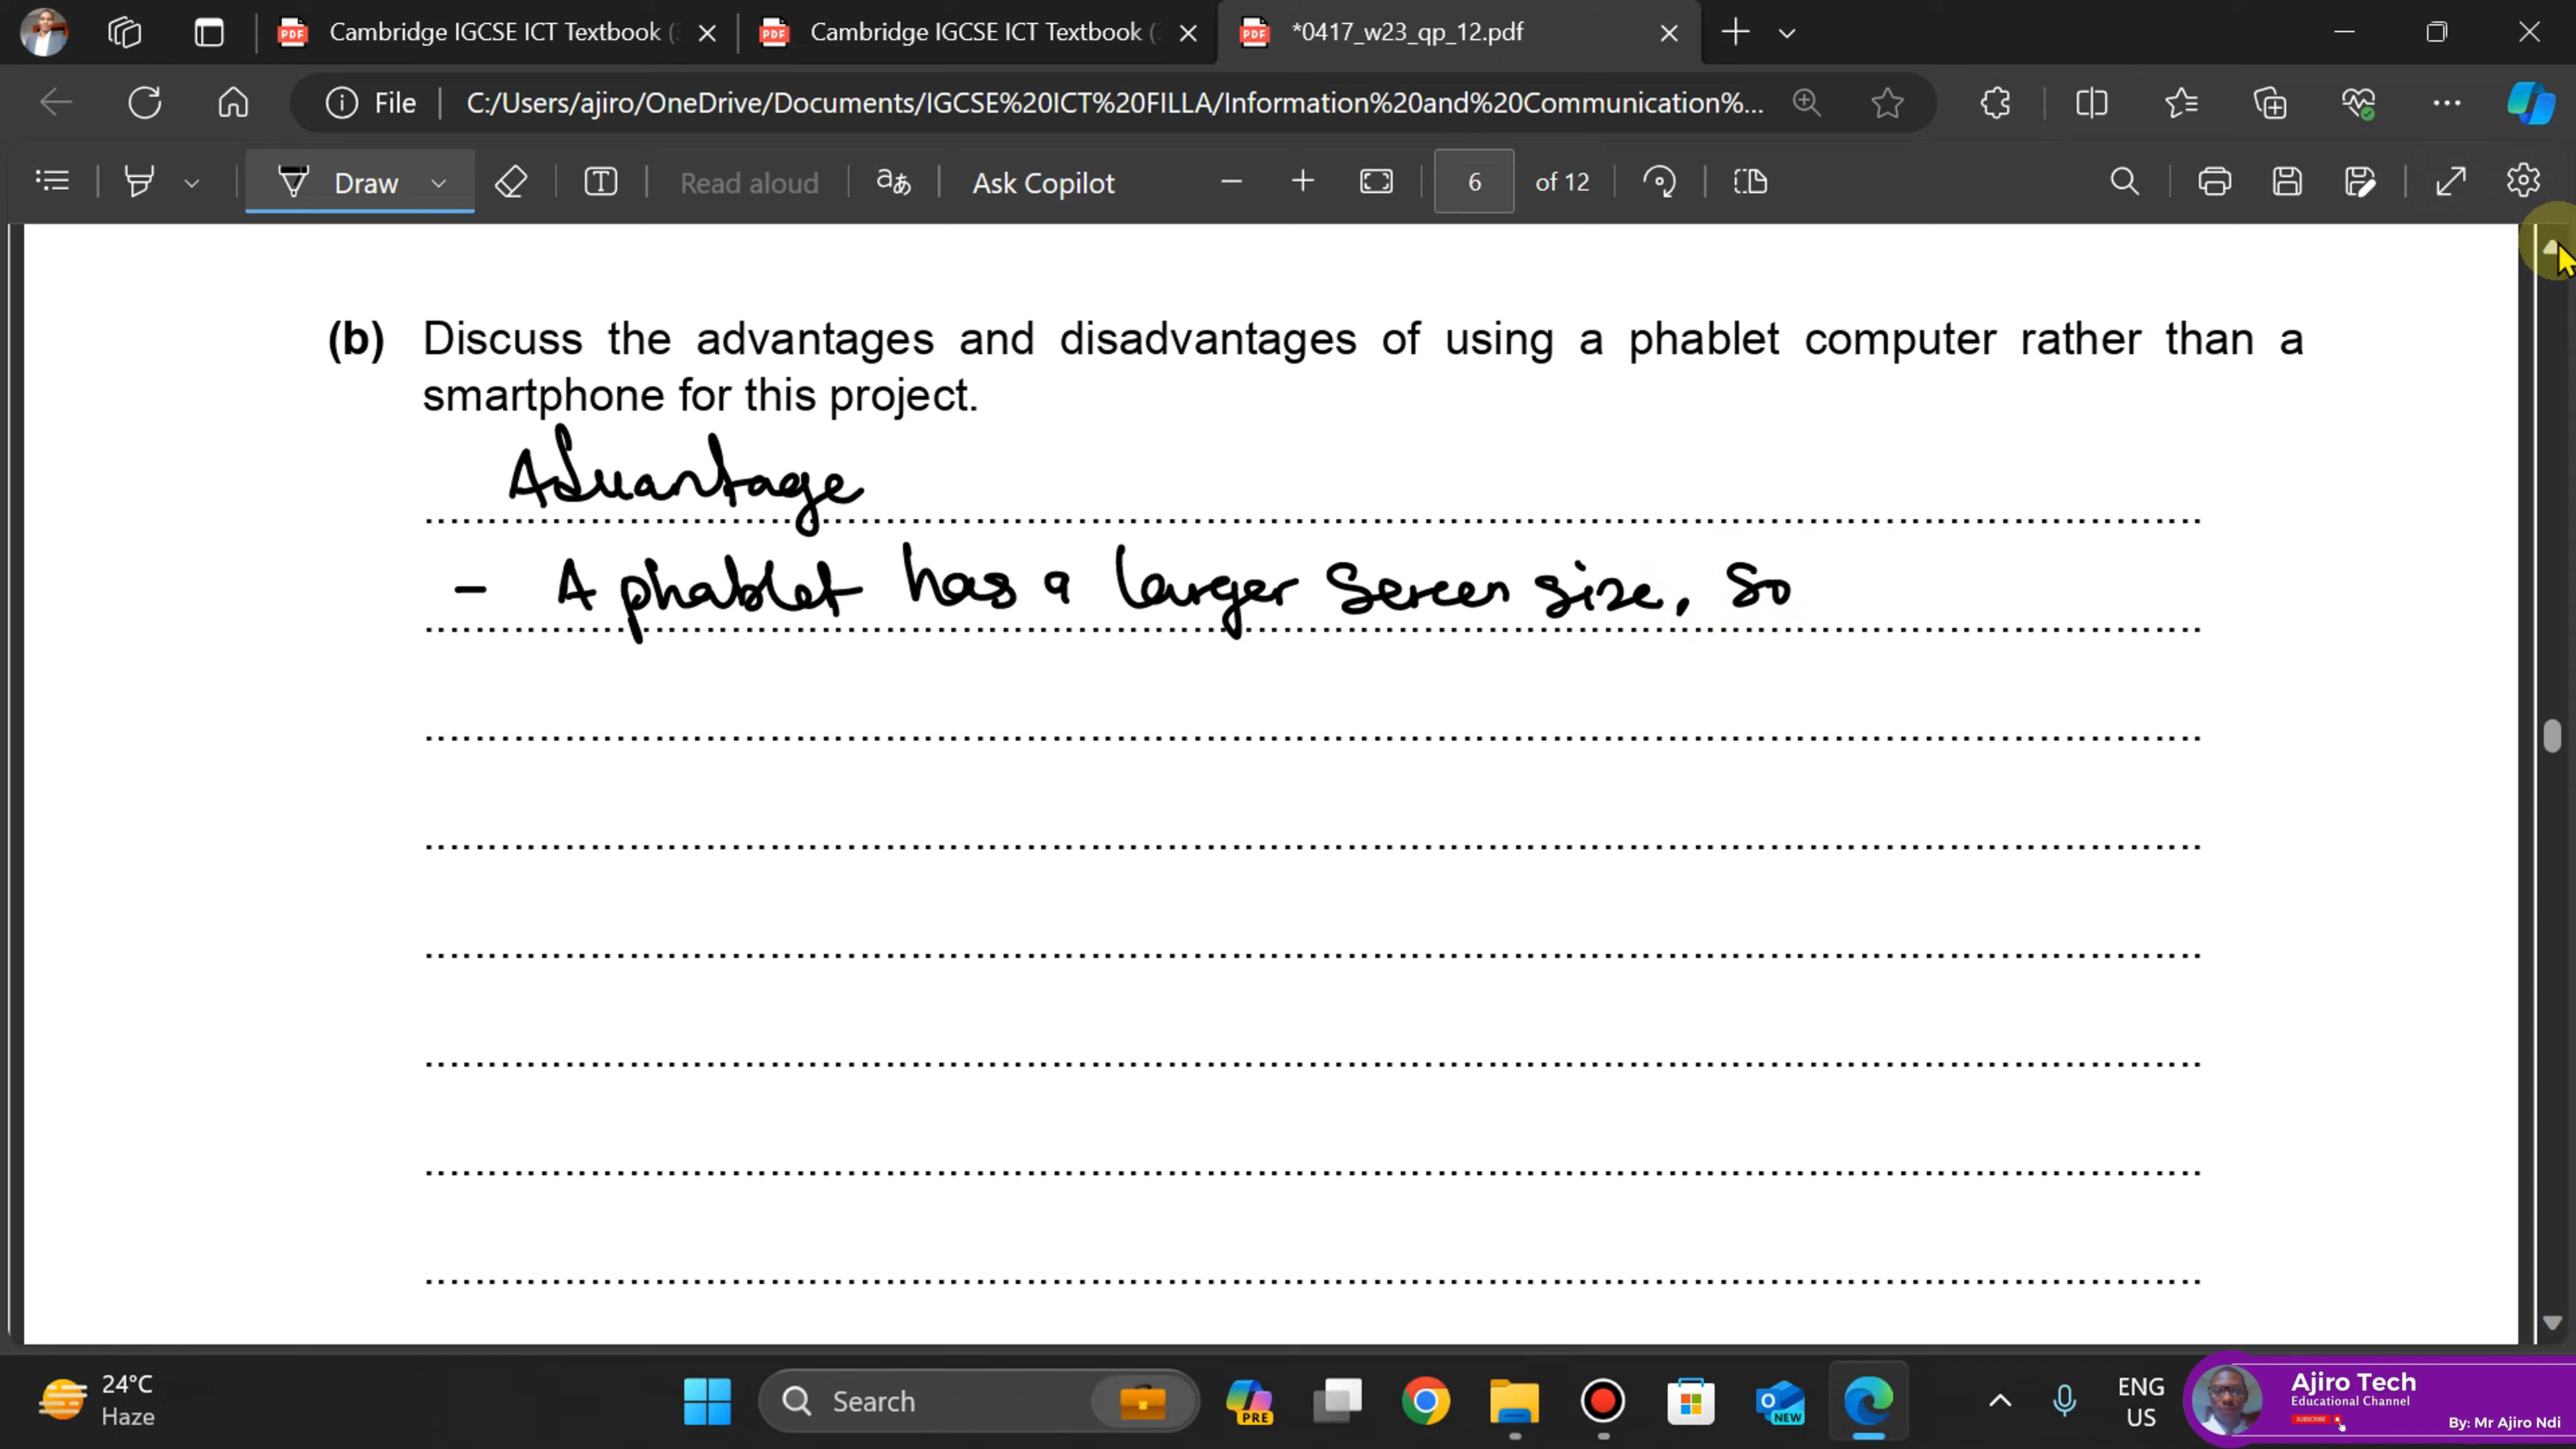 Cambridge IGCSE ICT Textbook (
Cambridge IGCSE ICT Textbook (
*0417_w23_qp_12.pdf
File
C:/Users/ajiro/OneDrive/Documents/IGCSE%20ICT%20FILLA/Information%20and%20Communication%...
Draw
Read aloud
Ask Copilot
6 of 12
(b) Discuss the advantages and disadvantages of using a phablet computer rather than a
smartphone for this project.
Advantage
- A phablet has a larger screen size, so
24°C
Haze
Search
PRE
NEW
ENG
US
Ajiro Tech
Educational Channel
SUBSCRIBE
By: Mr Ajiro Ndi